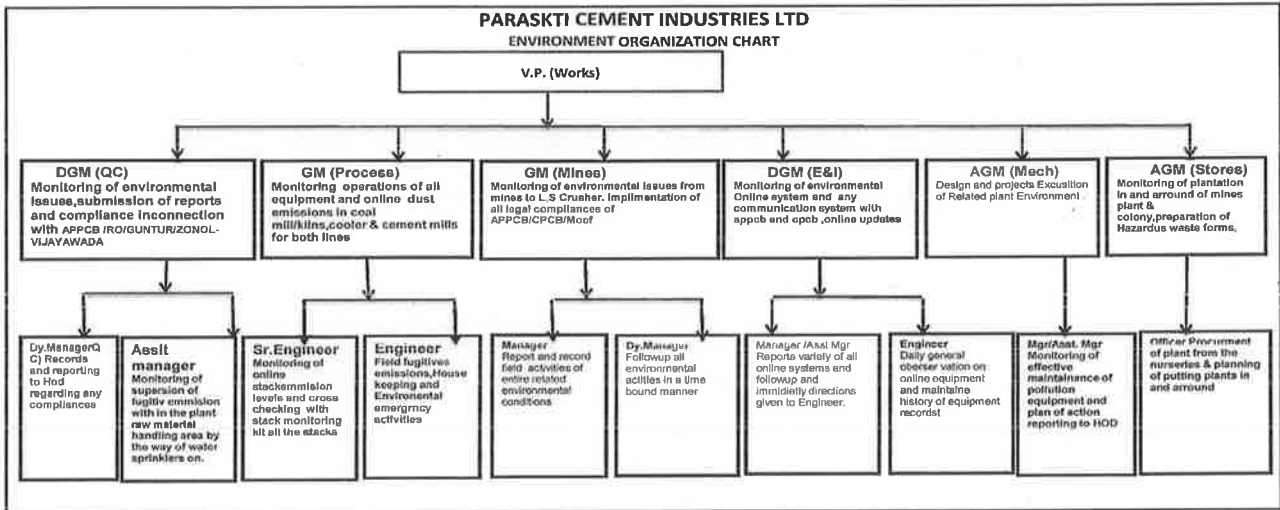 PARASKTI CEMENT INDUSTRIES LTD
ENVIRONMENT ORGANIZATION CHART
V.P. (Works)
DGM (QC)
Monitoring of environmental
issues,submission of reports
and compliance inconnection
with APPCB /RO/GUNTUR/ZONOL-
VIJAYAWADA
GM (Process)
Monitoring operations of all
equipment and online dust
emissions in coal
mill/kilns,cooler & cement mills
for both lines
GM (Mines)
Monitoring of environmental issues from
mines to L.S Crusher. Implimentation of
all legal compliances of
APPCB/CPCB/Moef
DGM (E&I)
Monitoring of environmental
Online system and any
communication system with
appcb and cpcb ,online updates
AGM (Mech)
Design and projects Excusition
of Related plant Environment
AGM (Stores)
Monitoring of plantation
in and arround of mines
plant &
colony,preparation of
Hazardus waste forms,
Dy.ManagerQ
C) Records
and reporting
to Hod
regarding any
compliances
Assit
manager
Monitoring of
supersion of
fugitiv emmision
with in the plant
raw material
handling area by
the way of water
sprinklers on.
Sr.Engineer
Monitoring of
online
stackemmision
levels and cross
checking with
stack monitoring
kit all the stacks
Engineer
Field fugitives
emissions,House
keeping and
Environental
emergrncy
activities
Manager
Report and record
field activities of
entire related
environmental
conditions
Dy.Manager
Followup all
environmental
actities in a time
bound manner
Manager /Asst Mgr
Reports variety of all
online systems and
followup and
immidietly directions
given to Engineer.
Engineer
Daily general
oberser vation on
online equipment
and maintaine
history of equipment
recordst
Mgr/Asst. Mgr
Monitoring of
effective
maintainance of
pollution
equipment and
plan of action
reporting to HOD
Officer Procurment
of plant from the
nurseries & planning
of putting plants in
and arround